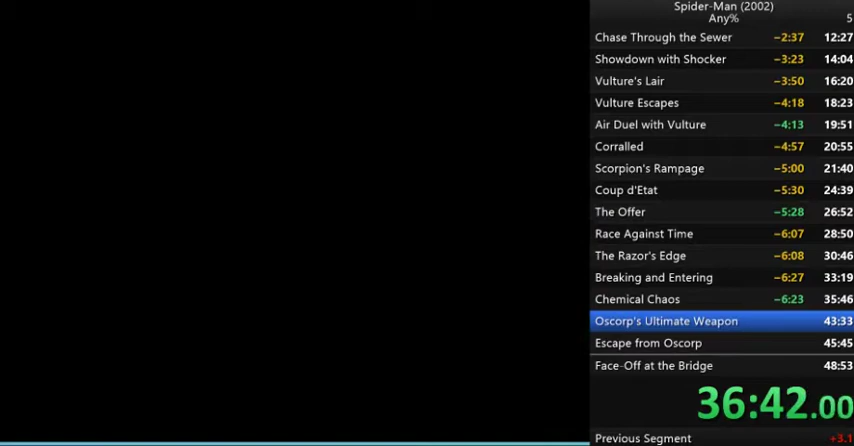 Spider-Man (2002)
Any% 5
Chase Through the Sewer −2:37 12:27
Showdown with Shocker −3:23 14:04
Vulture's Lair −3:50 16:20
Vulture Escapes −4:18 18:23
Air Duel with Vulture −4:13 19:51
Corralled −4:57 20:55
Scorpion's Rampage −5:00 21:40
Coup d'Etat −5:30 24:39
The Offer −5:28 26:52
Race Against Time −6:07 28:50
The Razor's Edge −6:08 30:46
Breaking and Entering −6:27 33:19
Chemical Chaos −6:23 35:46
Oscorp's Ultimate Weapon 43:33
Escape from Oscorp 45:45
Face-Off at the Bridge 48:53
36:42.00
Previous Segment +3.1